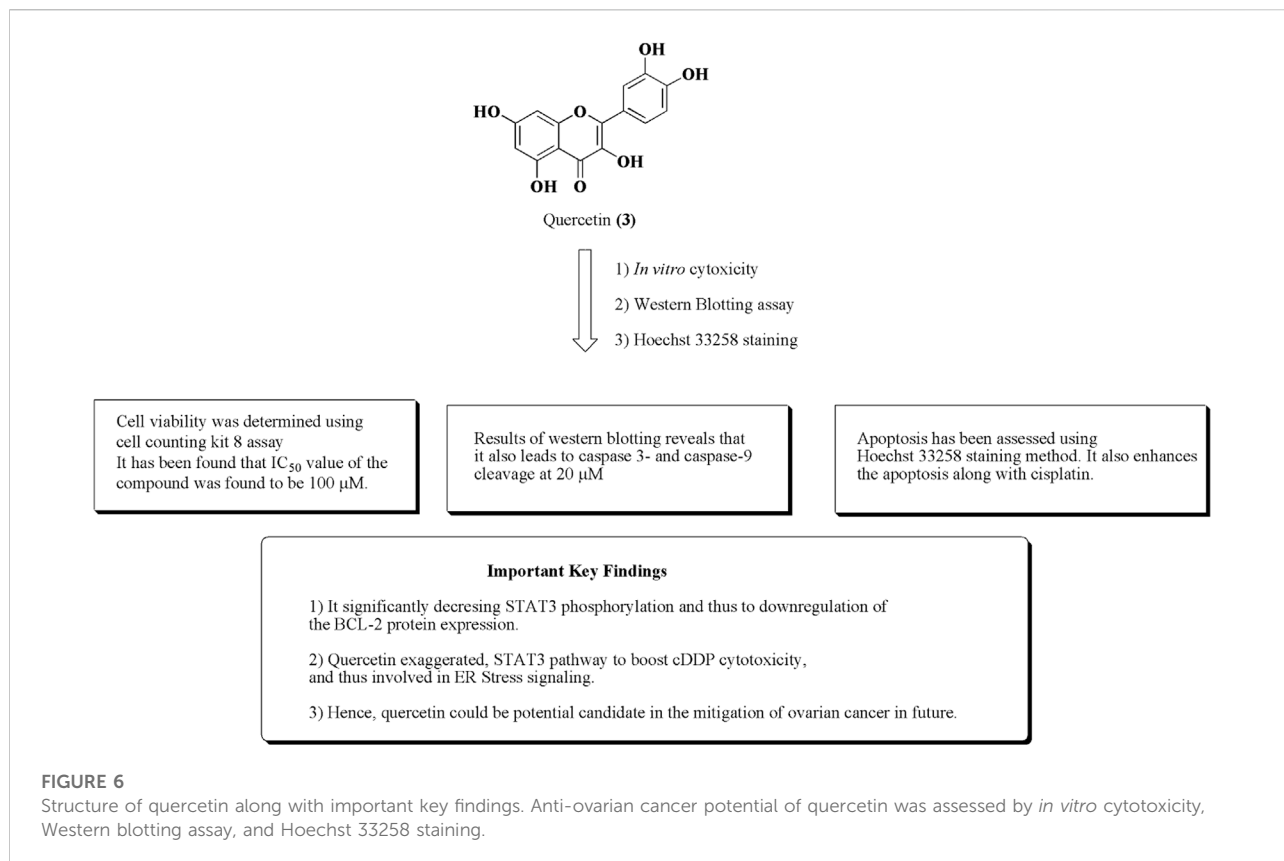 OH
OH
HO
O
OH
OH
O
Quercetin (3)
1) In vitro cytoxicity
2) Western Blotting assay
3) Hoechst 33258 staining
Cell viability was determined using
cell counting kit 8 assay
It has been found that IC50 value of the
compound was found to be 100 μM.
Results of western blotting reveals that
it also leads to caspase 3- and caspase-9
cleavage at 20 μM
Apoptosis has been assessed using
Hoechst 33258 staining method. It also enhances
the apoptosis along with cisplatin.
Important Key Findings
1) It significantly decresing STAT3 phosphorylation and thus to downregulation of
the BCL-2 protein expression.
2) Quercetin exaggerated, STAT3 pathway to boost cDDP cytotoxicity,
and thus involved in ER Stress signaling.
3) Hence, quercetin could be potential candidate in the mitigation of ovarian cancer in future.
FIGURE 6
Structure of quercetin along with important key findings. Anti-ovarian cancer potential of quercetin was assessed by in vitro cytotoxicity,
Western blotting assay, and Hoechst 33258 staining.